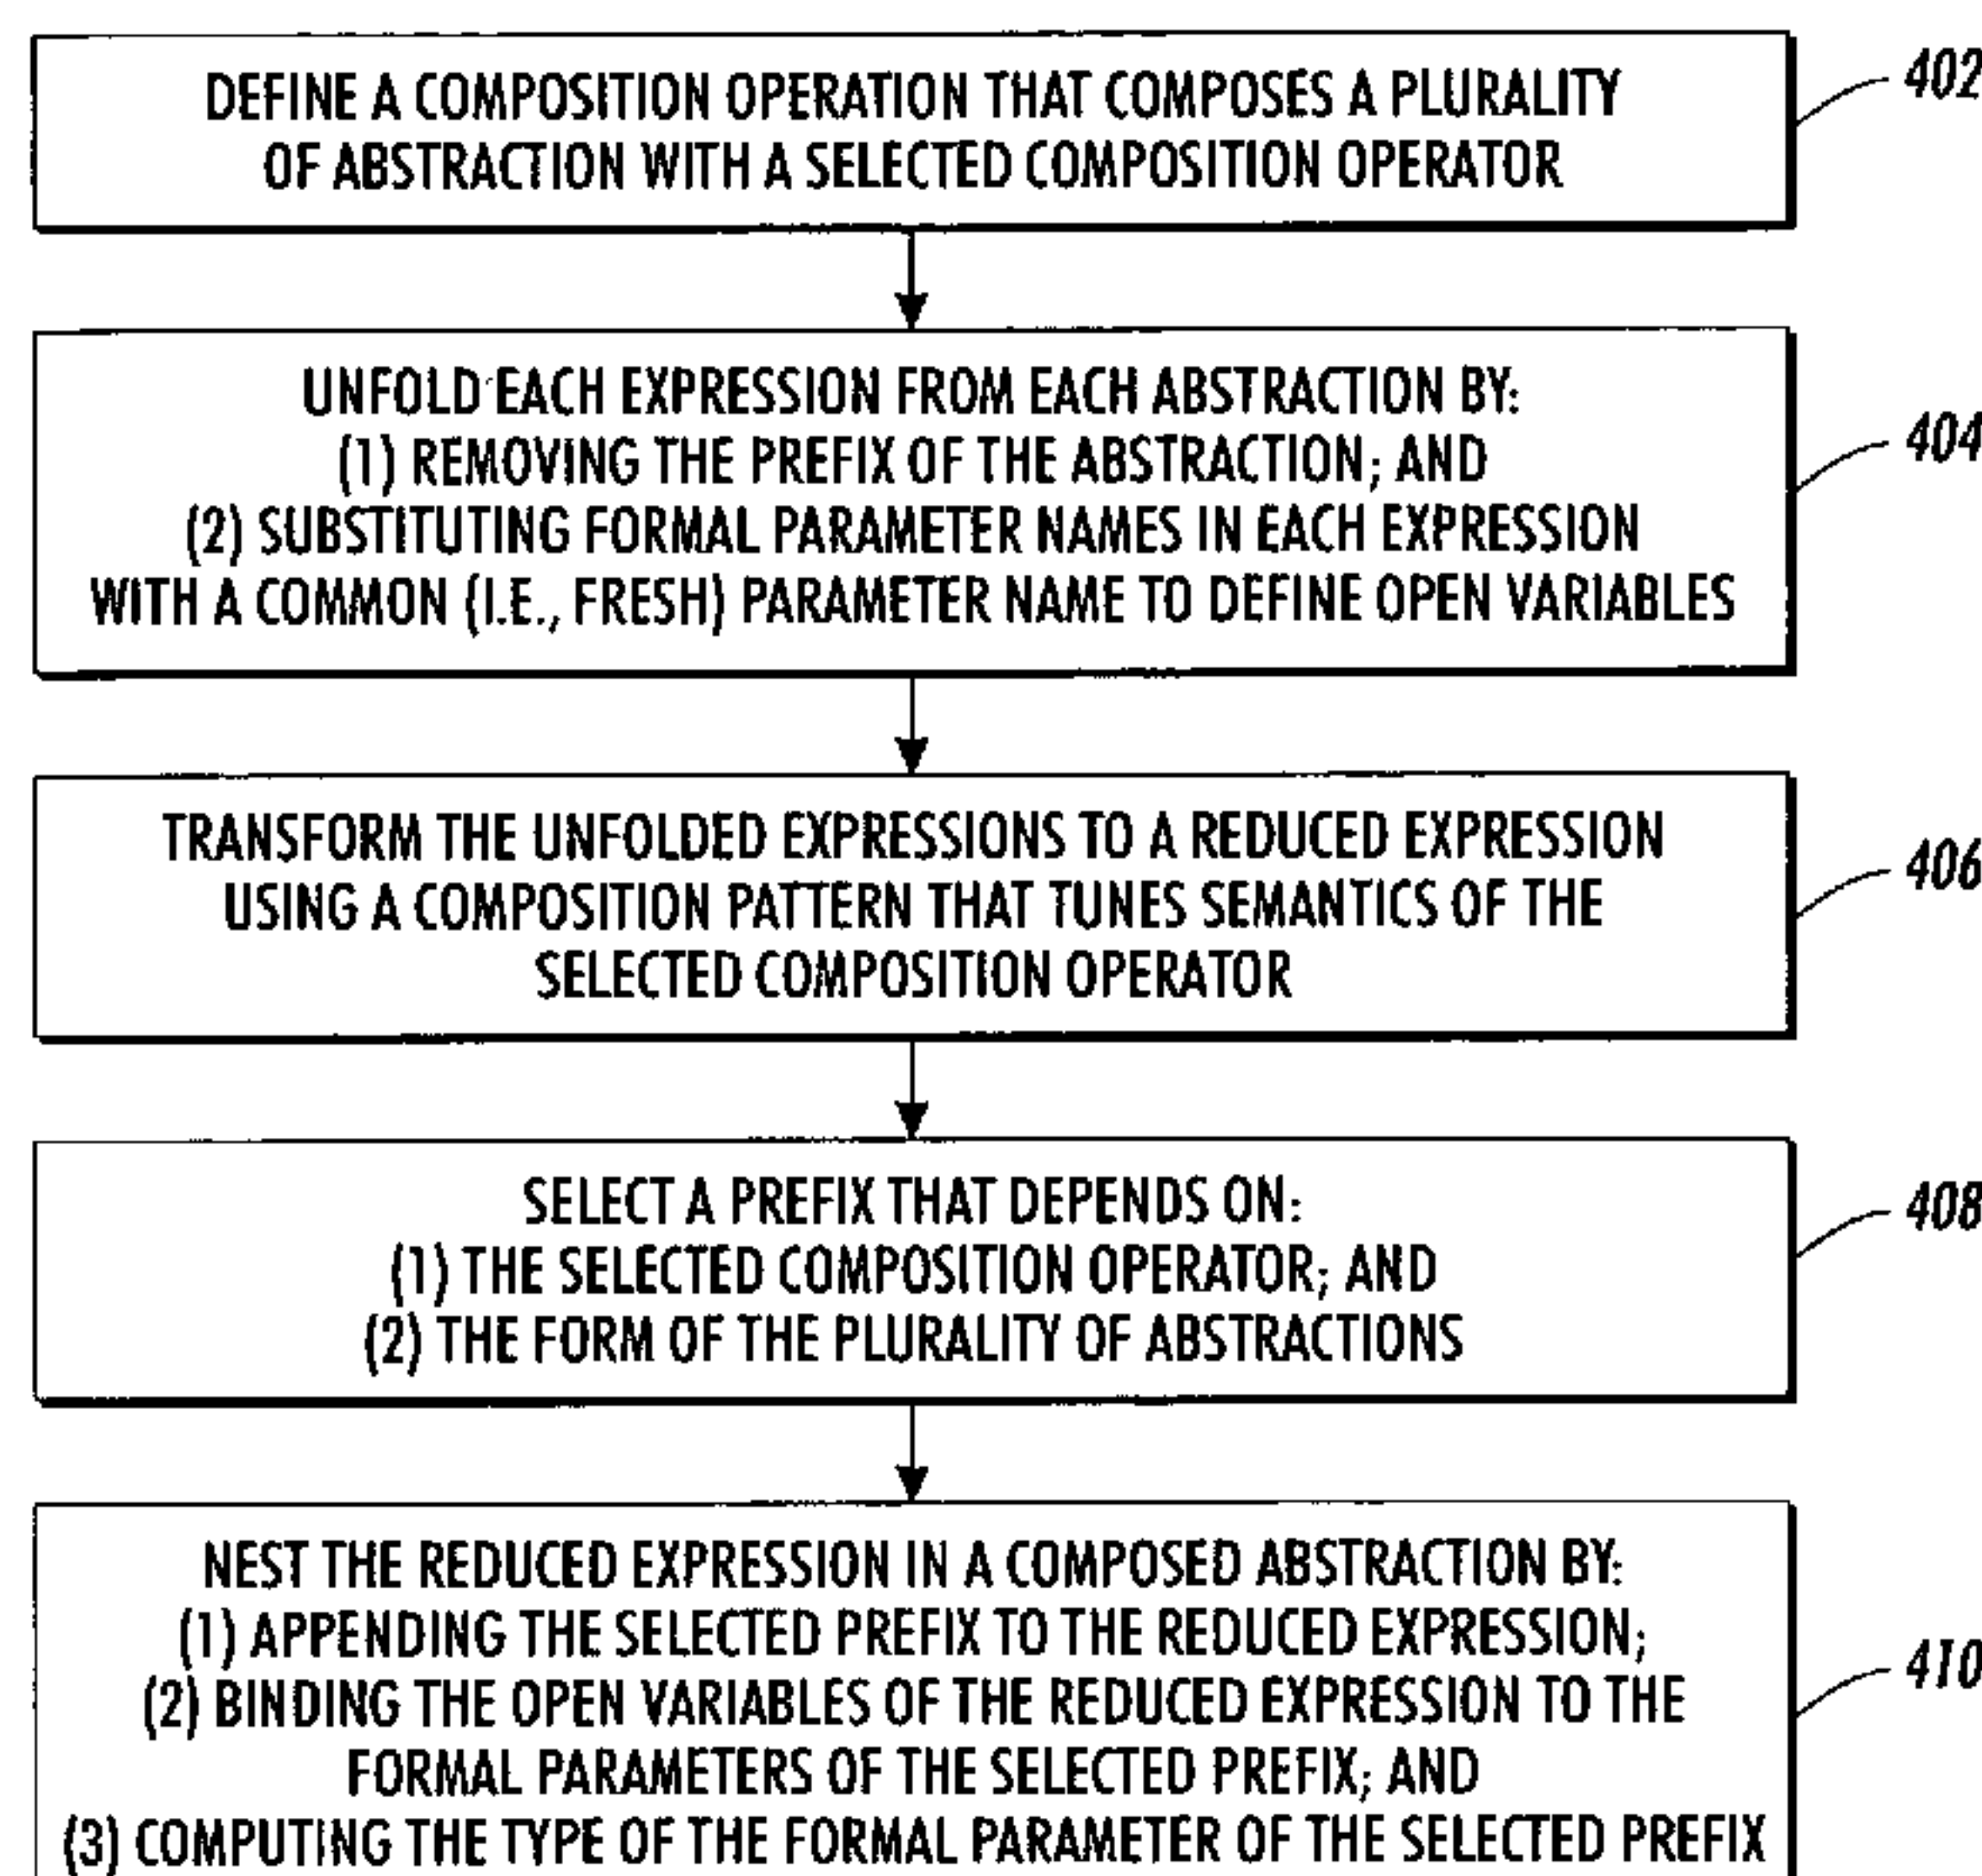 DEFINE A COMPOSITION OPERATION THAT COMPOSES A PLURALITY
OF ABSTRACTION WITH A SELECTED COMPOSITION OPERATOR
402
UNFOLD EACH EXPRESSION FROM EACH ABSTRACTION BY:
(1) REMOVING THE PREFIX OF THE ABSTRACTION; AND
(2) SUBSTITUTING FORMAL PARAMETER NAMES IN EACH EXPRESSION
WITH A COMMON (I.E., FRESH) PARAMETER NAME TO DEFINE OPEN VARIABLES
404
TRANSFORM THE UNFOLDED EXPRESSIONS TO A REDUCED EXPRESSION
USING A COMPOSITION PATTERN THAT TUNES SEMANTICS OF THE
SELECTED COMPOSITION OPERATOR
406
SELECT A PREFIX THAT DEPENDS ON:
(1) THE SELECTED COMPOSITION OPERATOR; AND
(2) THE FORM OF THE PLURALITY OF ABSTRACTIONS
408
NEST THE REDUCED EXPRESSION IN A COMPOSED ABSTRACTION BY:
(1) APPENDING THE SELECTED PREFIX TO THE REDUCED EXPRESSION;
(2) BINDING THE OPEN VARIABLES OF THE REDUCED EXPRESSION TO THE
FORMAL PARAMETERS OF THE SELECTED PREFIX; AND
(3) COMPUTING THE TYPE OF THE FORMAL PARAMETER OF THE SELECTED PREFIX
410